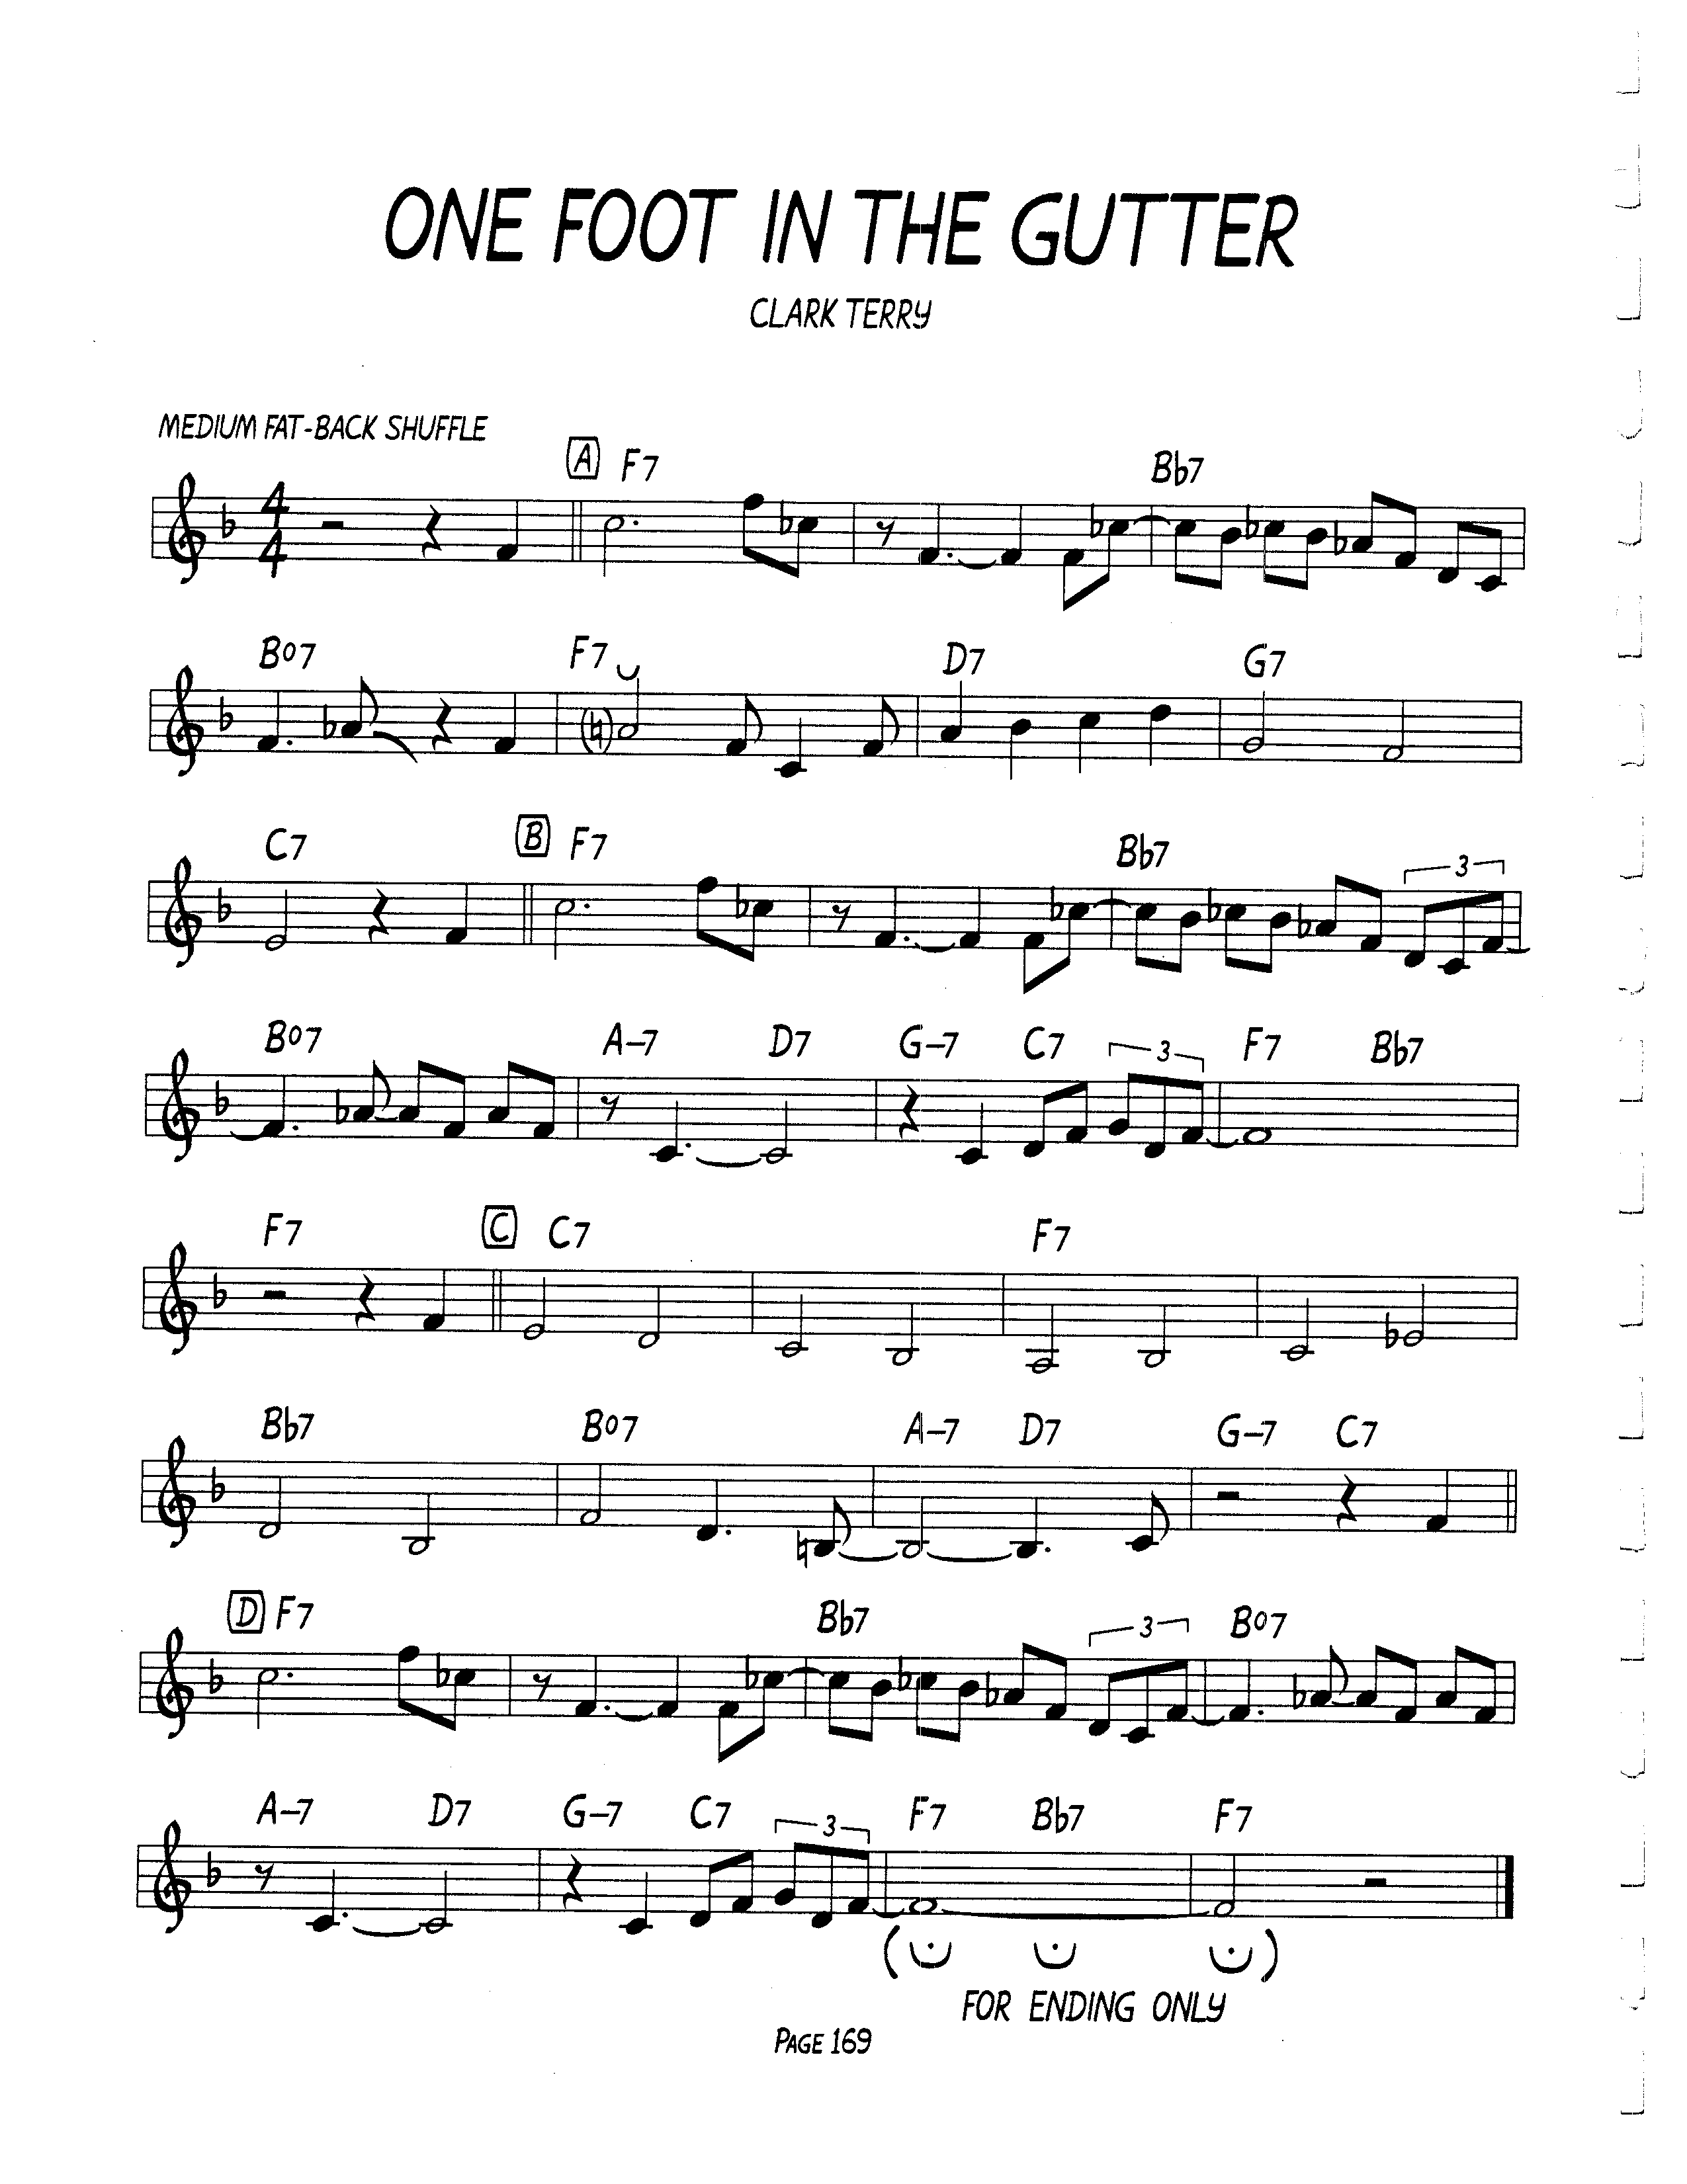 ONE FOOT IN THE GUTTER
CLARK TERRY
MEDIUM FAT-BACK SHUFFLE
A F7 Bb7
4
4
Bo7 F7 D7 G7
C7 B F7 Bb7 3
Bo7 A-7 D7 G-7 C7 3 F7 Bb7
F7 C C7 F7
Bb7 Bo7 A-7 D7 G-7 C7
D F7 Bb7 3 Bo7
A-7 D7 G-7 C7 3 F7 Bb7 F7
( )
FOR ENDING ONLY
PAGE 169